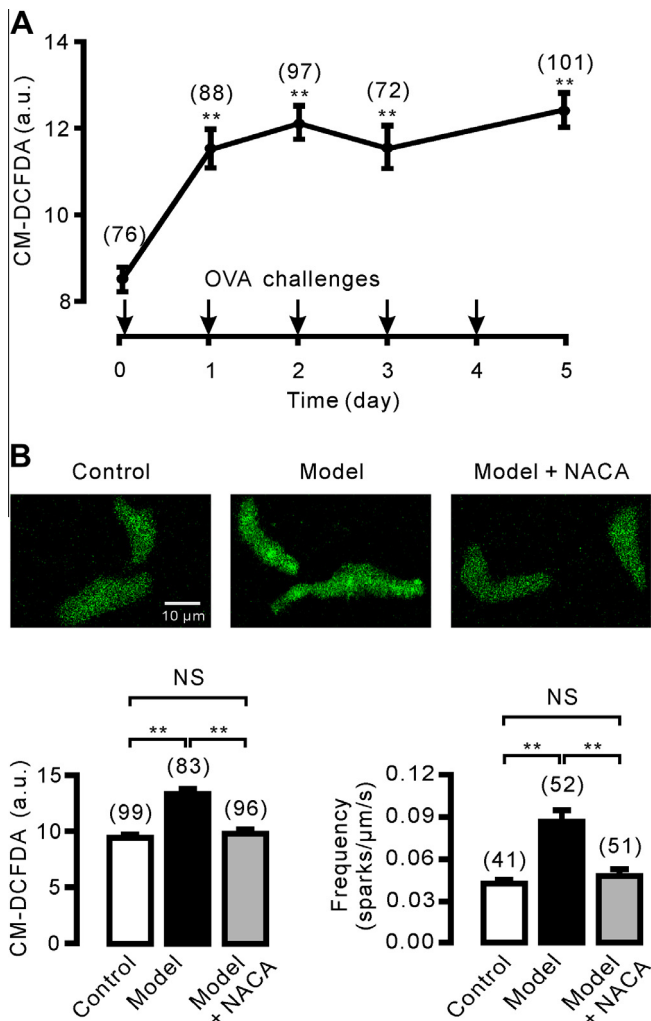 A
CM-DCFDA (a.u.)
14
12
10
8
(76)
(88)
**
(97)
**
(72)
**
(101)
**
OVA challenges
0 1 2 3 4 5
Time (day)
B
Control Model Model + NACA
10 µm
CM-DCFDA (a.u.)
15
10
5
0
NS
** **
(99) (83) (96)
Control
Model
Model
+ NACA
Frequency
(sparks/µm/s)
0.12
0.09
0.06
0.03
0.00
NS
** **
(41) (52) (51)
Control
Model
Model
+ NACA